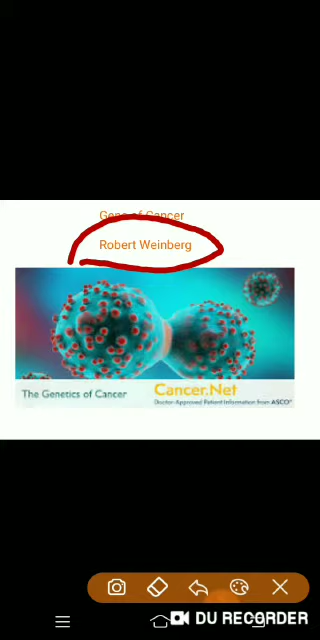 Gene of Cancer
Robert Weinberg
The Genetics of Cancer
Cancer.Net
Doctor-Approved Patient Information from ASCO®
DU RECORDER